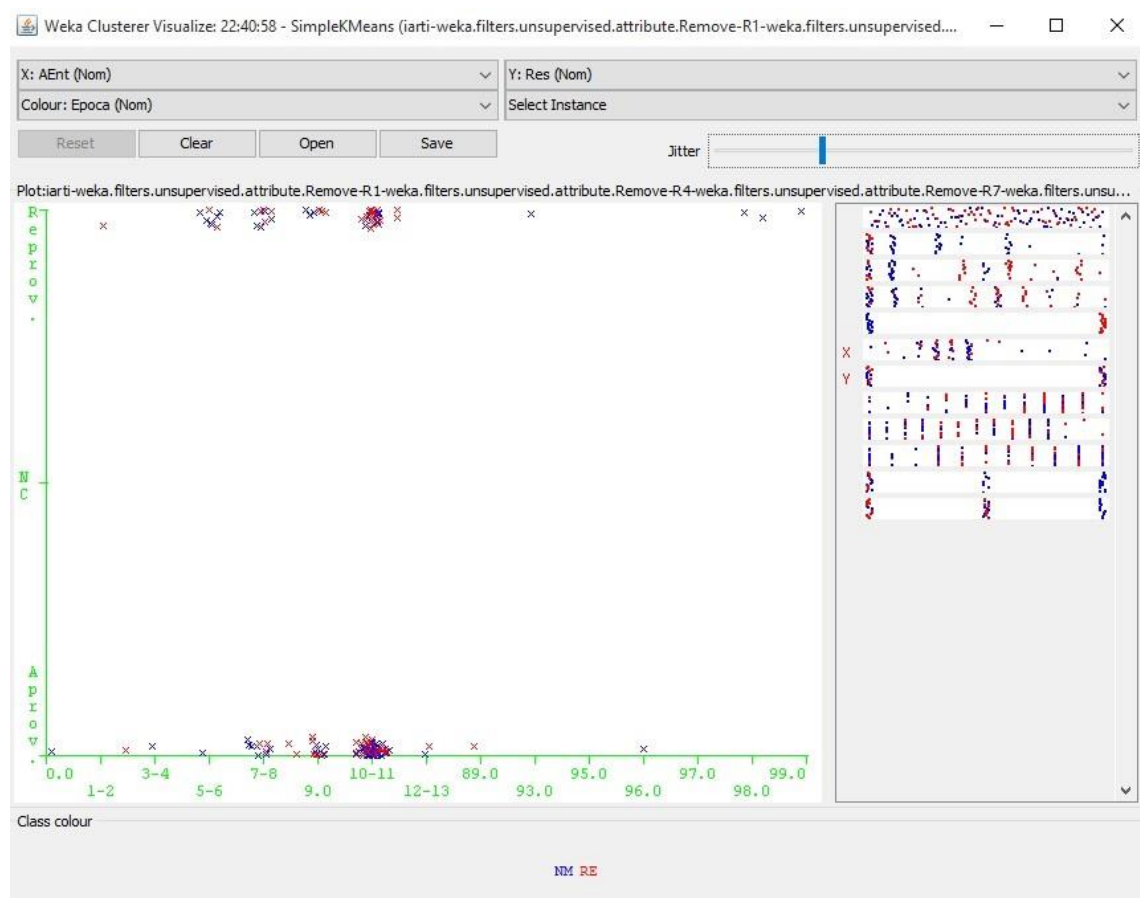 Weka Clusterer Visualize: 22:40:58 - SimpleKMeans (iarti-weka.filters.unsupervised.attribute.Remove-R1-weka.filters.unsupervised....
X: AEnt (Nom) Y: Res (Nom)
Colour: Epoca (Nom) Select Instance
Reset Clear Open Save Jitter
Plot:iarti-weka.filters.unsupervised.attribute.Remove-R1-weka.filters.unsupervised.attribute.Remove-R4-weka.filters.unsupervised.attribute.Remove-R7-weka.filters.unsu...
Reprov.
X
Y
NC
Aprov.
0.0 3-4 7-8 10-11 89.0 95.0 97.0 99.0
1-2 5-6 9.0 12-13 93.0 96.0 98.0
Class colour
NM RE